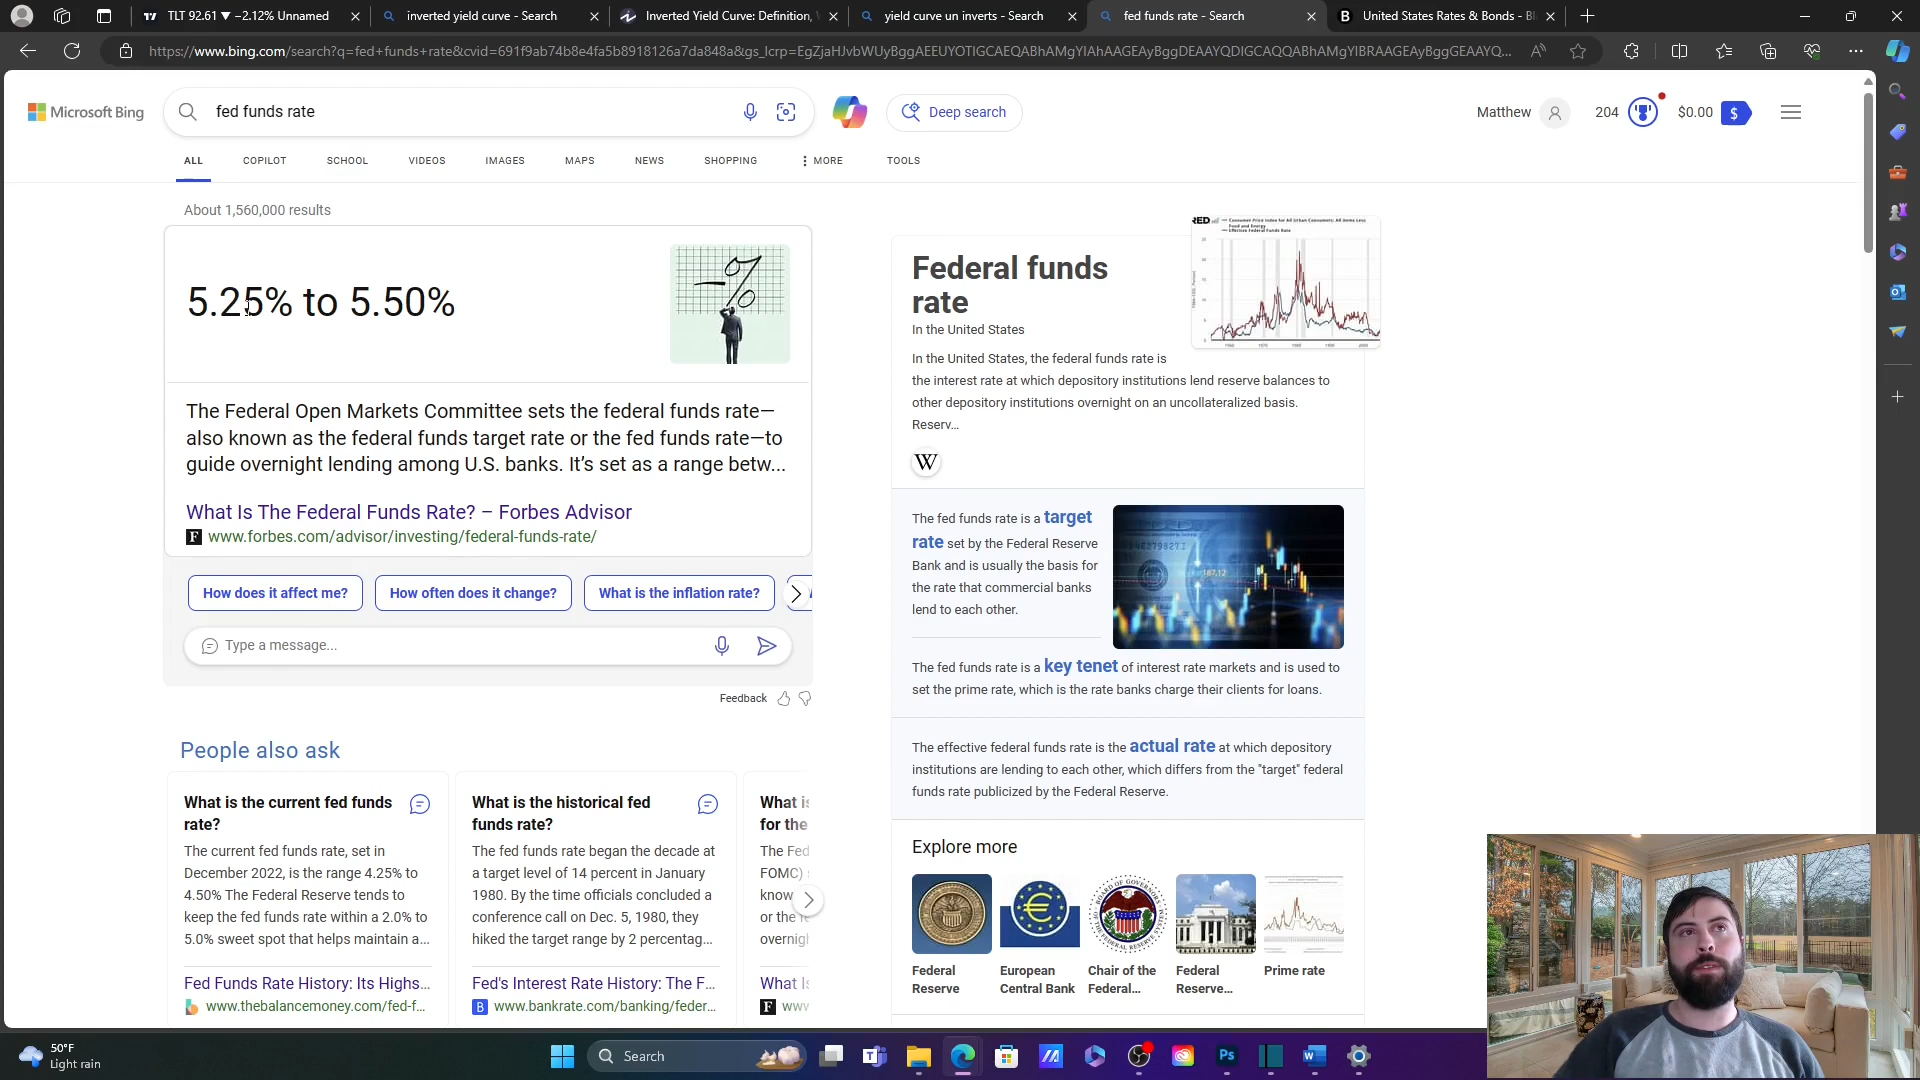 TLT 92.61 ▼ −2.12% Unnamed
inverted yield curve - Search
Inverted Yield Curve: Definition,
yield curve un inverts - Search
fed funds rate - Search
United States Rates & Bonds - Bl
https://www.bing.com/search?q=fed+funds+rate&cvid=691f9ab74b8e4fa5b8918126a7da848a&gs_lcrp=EgZjaHJvbWUyBggAEEUYOTIGCAEQABhAMgYIAhAAGEAyBggDEAAYQDIGCAQQABhAMgYIBRAAGEAyBggGEAAYQ...
Microsoft Bing
fed funds rate
Deep search
Matthew
204
$0.00
$
ALL
COPILOT
SCHOOL
VIDEOS
IMAGES
MAPS
NEWS
SHOPPING
MORE
TOOLS
About 1,560,000 results
5.25% to 5.50%
The Federal Open Markets Committee sets the federal funds rate—
also known as the federal funds target rate or the fed funds rate—to
guide overnight lending among U.S. banks. It's set as a range betw...
What Is The Federal Funds Rate? – Forbes Advisor
www.forbes.com/advisor/investing/federal-funds-rate/
How does it affect me?
How often does it change?
What is the inflation rate?
Type a message...
Feedback
People also ask
What is the current fed funds
rate?
The current fed funds rate, set in
December 2022, is the range 4.25% to
4.50% The Federal Reserve tends to
keep the fed funds rate within a 2.0% to
5.0% sweet spot that helps maintain a...
Fed Funds Rate History: Its Highs...
www.thebalancemoney.com/fed-f...
What is the historical fed
funds rate?
The fed funds rate began the decade at
a target level of 14 percent in January
1980. By the time officials concluded a
conference call on Dec. 5, 1980, they
hiked the target range by 2 percentag...
Fed's Interest Rate History: The F...
www.bankrate.com/banking/feder...
What is
for the
The Fed
FOMC)
know
or the fe
overnigh
What Is
www
Federal funds
rate
In the United States
In the United States, the federal funds rate is
the interest rate at which depository institutions lend reserve balances to
other depository institutions overnight on an uncollateralized basis.
Reserv...
W
The fed funds rate is a target
rate set by the Federal Reserve
Bank and is usually the basis for
the rate that commercial banks
lend to each other.
The fed funds rate is a key tenet of interest rate markets and is used to
set the prime rate, which is the rate banks charge their clients for loans.
The effective federal funds rate is the actual rate at which depository
institutions are lending to each other, which differs from the "target" federal
funds rate publicized by the Federal Reserve.
Explore more
Federal
Reserve
European
Central Bank
Chair of the
Federal...
Federal
Reserve...
Prime rate
50°F
Light rain
Search